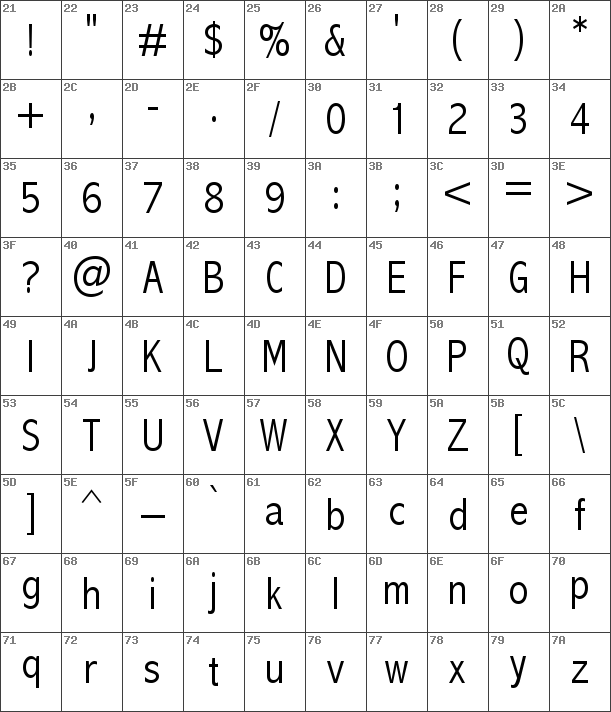 21 22 23 24 25 26 27 28 29 2A
! " # $ % & ' ( ) *
2B 2C 2D 2E 2F 30 31 32 33 34
+ , - . / 0 1 2 3 4
35 36 37 38 39 3A 3B 3C 3D 3E
5 6 7 8 9 : ; < = >
3F 40 41 42 43 44 45 46 47 48
? @ A B C D E F G H
49 4A 4B 4C 4D 4E 4F 50 51 52
I J K L M N O P Q R
53 54 55 56 57 58 59 5A 5B 5C
S T U V W X Y Z [ \
5D 5E 5F 60 61 62 63 64 65 66
] ^ _ ` a b c d e f
67 68 69 6A 6B 6C 6D 6E 6F 70
g h i j k l m n o p
71 72 73 74 75 76 77 78 79 7A
q r s t u v w x y z